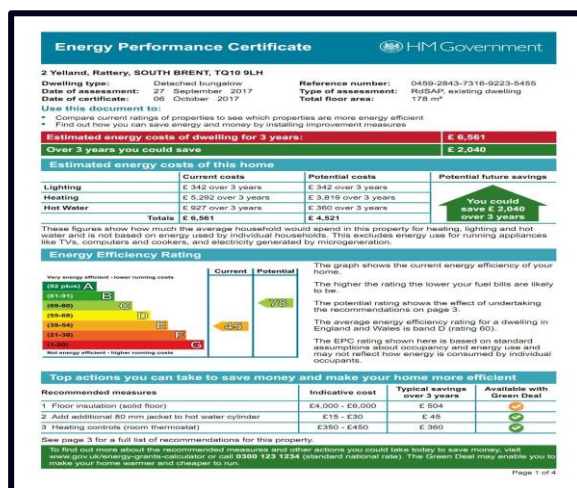 Energy Performance Certificate
HM Government
2 Yelland, Rattery, SOUTH BRENT, TQ10 9LH
Dwelling type: Detached bungalow Reference number: 0459-2843-7316-9223-5455
Date of assessment: 27 September 2017 Type of assessment: RdSAP, existing dwelling
Date of certificate: 06 October 2017 Total floor area: 178 m²
Use this document to:
• Compare current ratings of properties to see which properties are more energy efficient
• Find out how you can save energy and money by installing improvement measures
Estimated energy costs of dwelling for 3 years: £ 6,561
Over 3 years you could save £ 2,040
Estimated energy costs of this home
Current costs Potential costs Potential future savings
Lighting £ 342 over 3 years £ 342 over 3 years
Heating £ 5,292 over 3 years £ 3,819 over 3 years
Hot Water £ 927 over 3 years £ 360 over 3 years
Totals £ 6,561 £ 4,521
You could
save £ 2,040
over 3 years
These figures show how much the average household would spend in this property for heating, lighting and hot
water and is not based on energy used by individual households. This excludes energy use for running appliances
like TVs, computers and cookers, and electricity generated by microgeneration.
Energy Efficiency Rating
Current Potential
Very energy efficient - lower running costs
(92 plus) A
(81-91) B
(69-80) C
(55-68) D
(39-54) E
(21-38) F
(1-20) G
Not energy efficient - higher running costs
45
78
The graph shows the current energy efficiency of your
home.
The higher the rating the lower your fuel bills are likely
to be.
The potential rating shows the effect of undertaking
the recommendations on page 3.
The average energy efficiency rating for a dwelling in
England and Wales is band D (rating 60).
The EPC rating shown here is based on standard
assumptions about occupancy and energy use and
may not reflect how energy is consumed by individual
occupants.
Top actions you can take to save money and make your home more efficient
Recommended measures Indicative cost Typical savings over 3 years Available with Green Deal
1 Floor insulation (solid floor) £4,000 - £6,000 £ 504
2 Add additional 80 mm jacket to hot water cylinder £15 - £30 £ 45
3 Heating controls (room thermostat) £350 - £450 £ 360
See page 3 for a full list of recommendations for this property.
To find out more about the recommended measures and other actions you could take today to save money, visit
www.gov.uk/energy-grants-calculator or call 0300 123 1234 (standard national rate). The Green Deal may enable you to
make your home warmer and cheaper to run.
Page 1 of 4